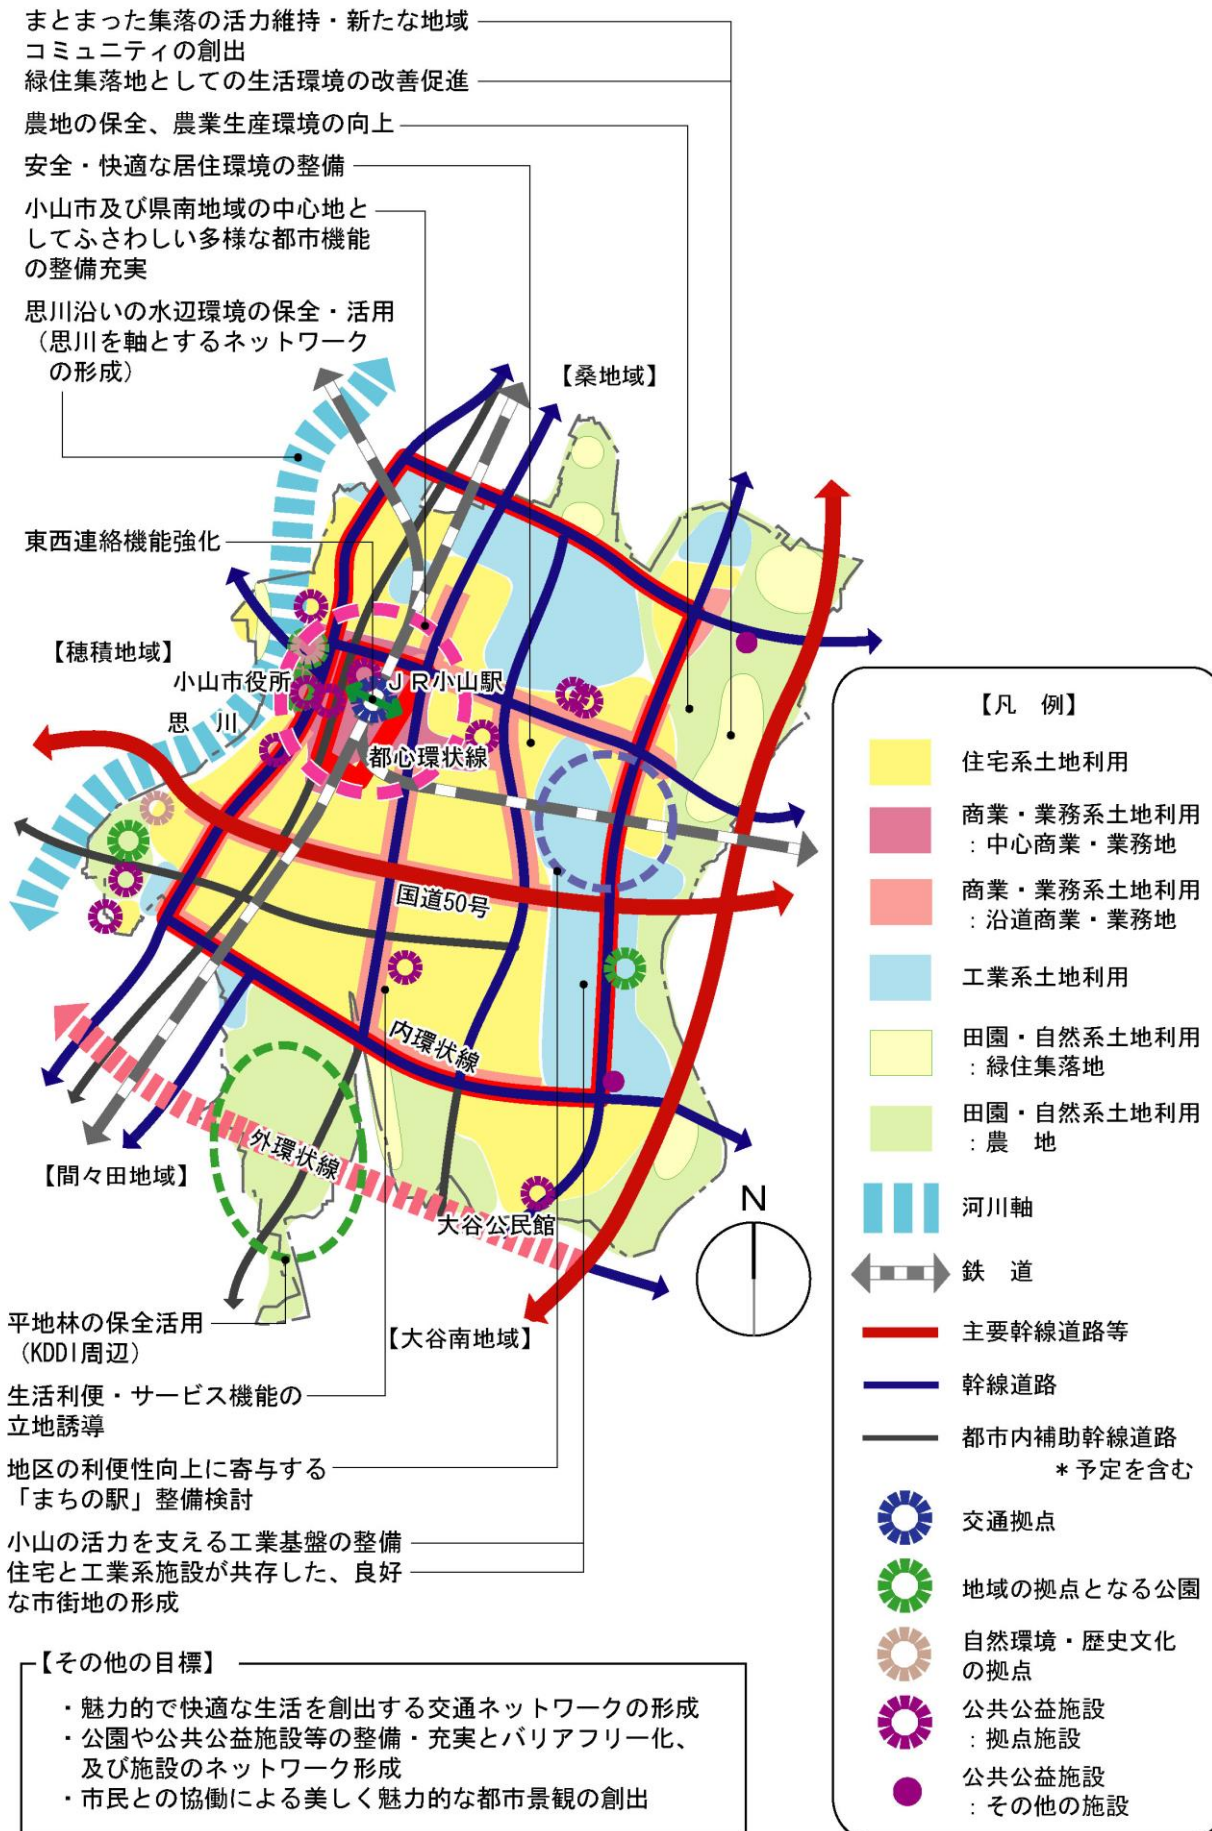 まとまった集落の活力維持・新たな地域
コミュニティの創出
緑住集落地としての生活環境の改善促進
農地の保全、農業生産環境の向上
安全・快適な居住環境の整備
小山市及び県南地域の中心地と
してふさわしい多様な都市機能
の整備充実
思川沿いの水辺環境の保全・活用
(思川を軸とするネットワーク
の形成)
【桑地域】
東西連絡機能強化
【穂積地域】
小山市役所
JR小山駅
思 川
都心環状線
国道50号
内環状線
外環状線
【間々田地域】
大谷公民館
【大谷南地域】
N
平地林の保全活用
(KDDI周辺)
生活利便・サービス機能の
立地誘導
地区の利便性向上に寄与する
「まちの駅」整備検討
小山の活力を支える工業基盤の整備
住宅と工業系施設が共存した、良好
な市街地の形成
【その他の目標】
・魅力的で快適な生活を創出する交通ネットワークの形成
・公園や公共公益施設等の整備・充実とバリアフリー化、
及び施設のネットワーク形成
・市民との協働による美しく魅力的な都市景観の創出
【凡 例】
住宅系土地利用
商業・業務系土地利用
:中心商業・業務地
商業・業務系土地利用
:沿道商業・業務地
工業系土地利用
田園・自然系土地利用
:緑住集落地
田園・自然系土地利用
:農 地
河川軸
鉄 道
主要幹線道路等
幹線道路
都市内補助幹線道路
*予定を含む
交通拠点
地域の拠点となる公園
自然環境・歴史文化
の拠点
公共公益施設
:拠点施設
公共公益施設
:その他の施設